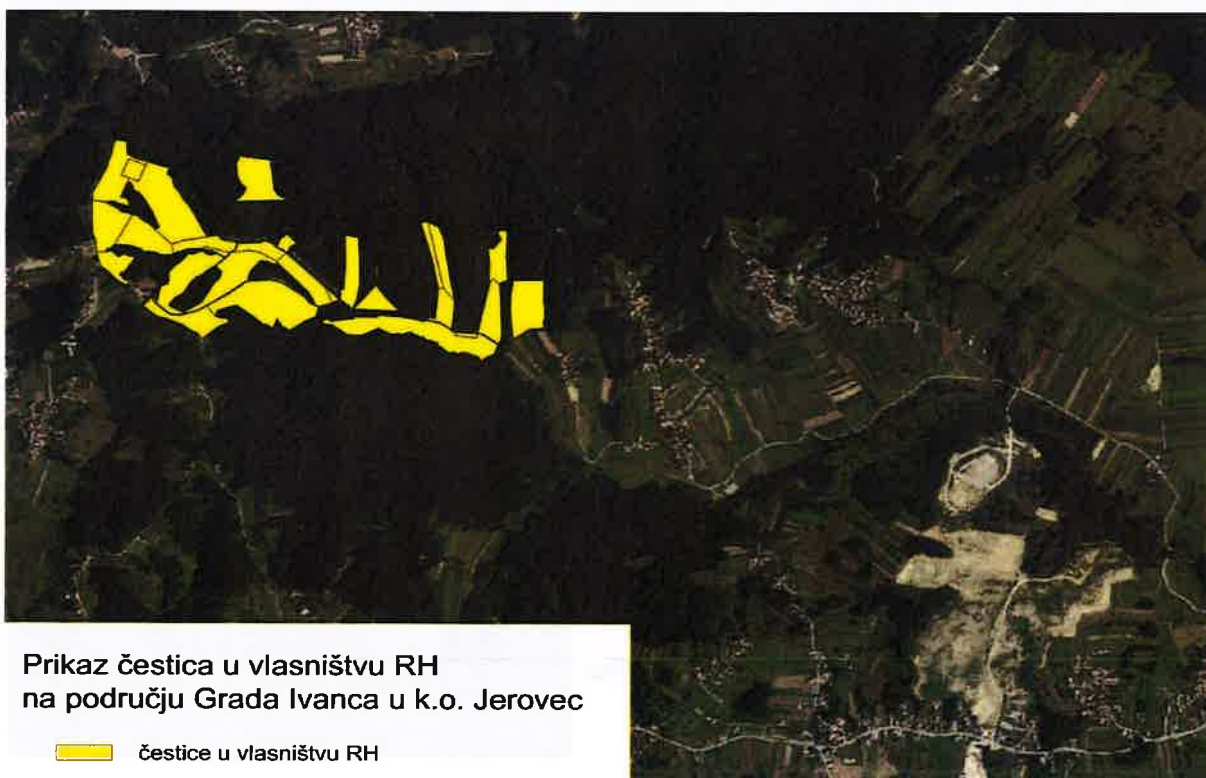 Prikaz čestica u vlasništvu RH
na području Grada Ivanca u k.o. Jerovec
čestice u vlasništvu RH